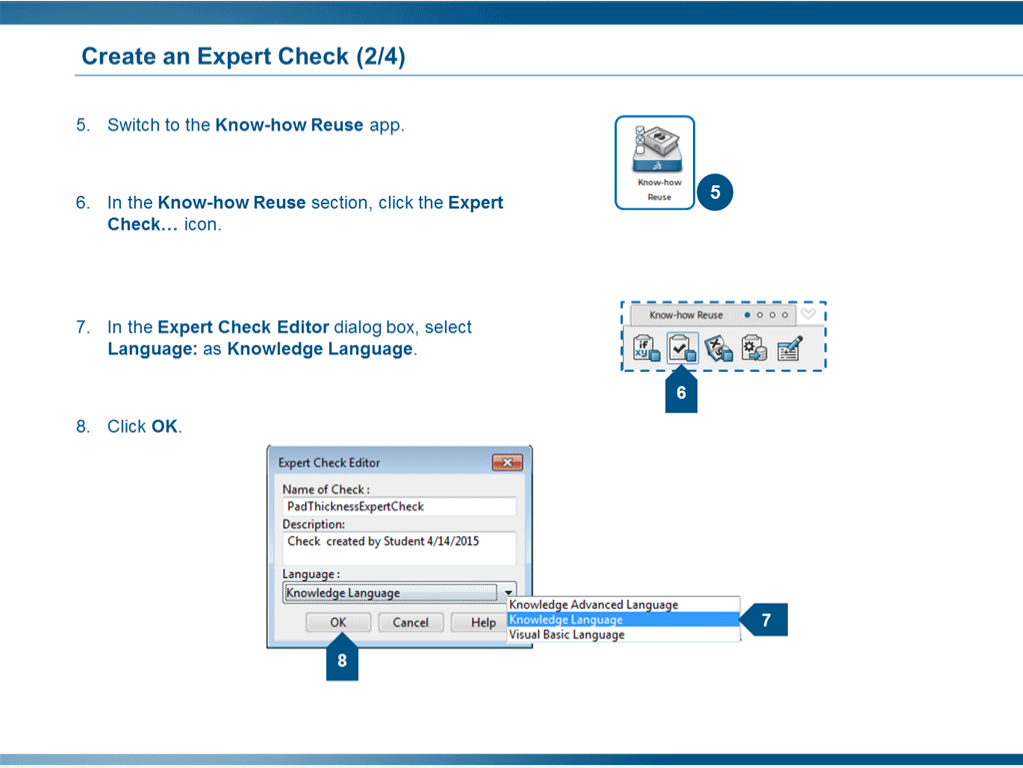 Create an Expert Check (2/4)
5. Switch to the Know-how Reuse app.
6. In the Know-how Reuse section, click the Expert
Check… icon.
7. In the Expert Check Editor dialog box, select
Language: as Knowledge Language.
8. Click OK.
Know-how
Reuse
5
Know-how Reuse
if
xy
6
Expert Check Editor
Name of Check :
PadThicknessExpertCheck
Description:
Check  created by Student 4/14/2015
Language :
Knowledge Language
OK Cancel Help
Knowledge Advanced Language
Knowledge Language
Visual Basic Language
7
8